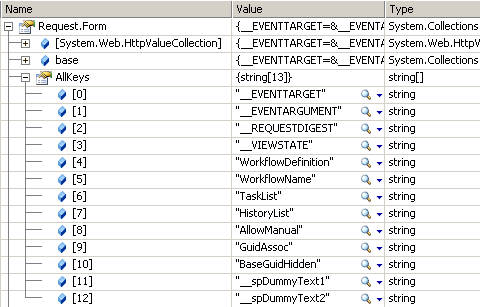 Name Value Type
Request.Form {__EVENTTARGET=&__EVENTA System.Collections
[System.Web.HttpValueCollection] {__EVENTTARGET=&__EVENTA System.Web.HttpV
base {__EVENTTARGET=&__EVENTA System.Collections
AllKeys {string[13]} string[]
[0] "__EVENTTARGET" string
[1] "__EVENTARGUMENT" string
[2] "__REQUESTDIGEST" string
[3] "__VIEWSTATE" string
[4] "WorkflowDefinition" string
[5] "WorkflowName" string
[6] "TaskList" string
[7] "HistoryList" string
[8] "AllowManual" string
[9] "GuidAssoc" string
[10] "BaseGuidHidden" string
[11] "__spDummyText1" string
[12] "__spDummyText2" string